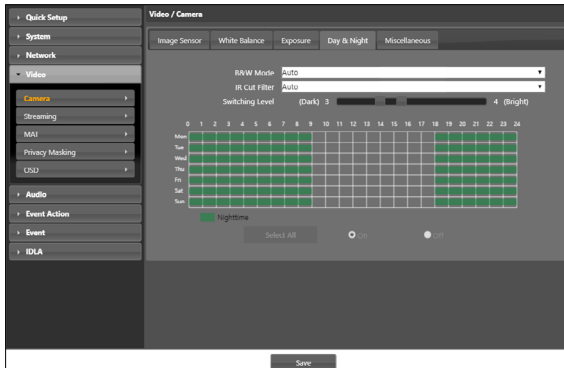 Quick Setup
System
Network
Video
Camera
Streaming
MAT
Privacy Masking
OSD
Audio
Event Action
Event
IDLA
Video / Camera
Image Sensor White Balance Exposure Day & Night Miscellaneous
B&W Mode Auto
IR Cut Filter Auto
Switching Level (Dark) 3 4 (Bright)
0 1 2 3 4 5 6 7 8 9 10 11 12 13 14 15 16 17 18 19 20 21 22 23 24
Mon
Tue
Wed
Thu
Fri
Sat
Sun
Nighttime
Select All On Off
Save